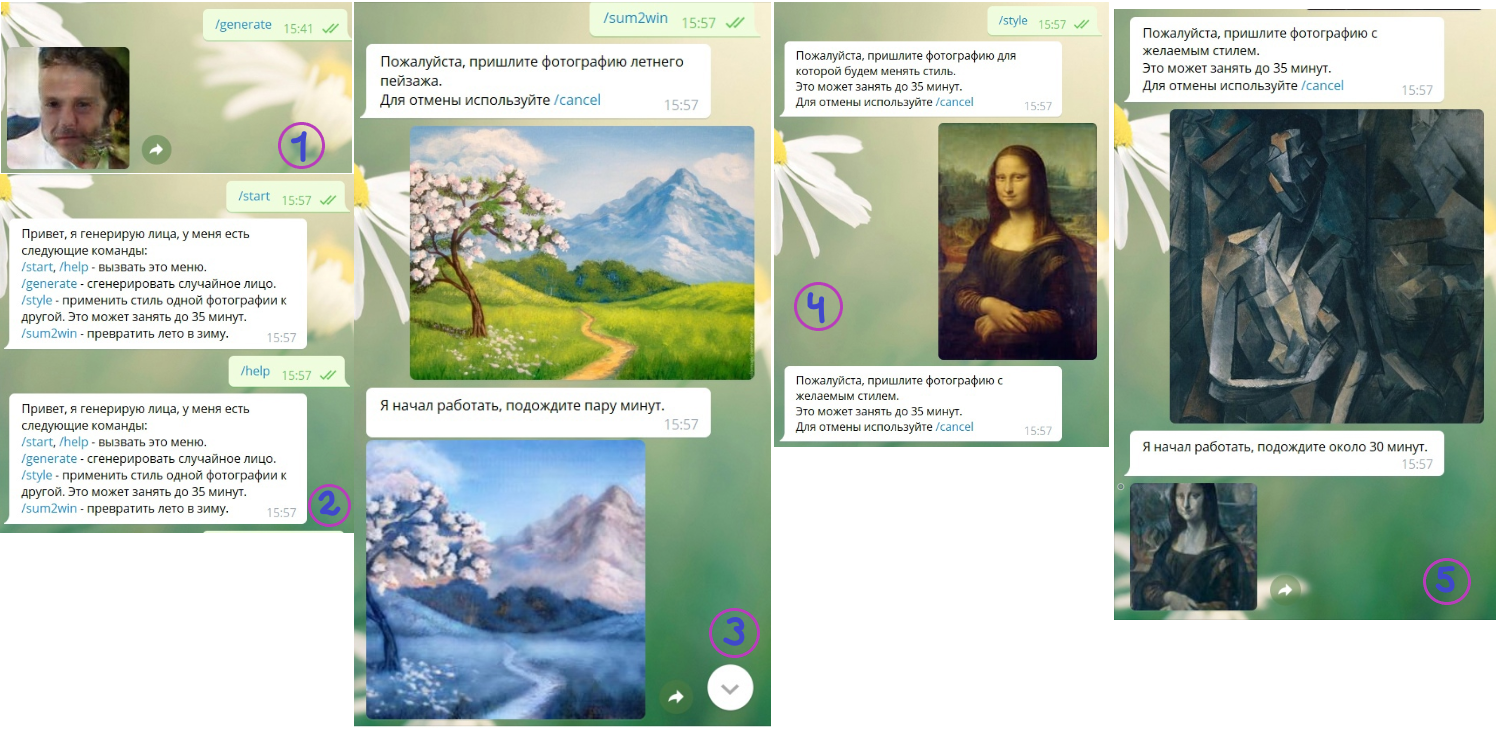 /generate 15:41
1
/start 15:57
Привет, я генерирую лица, у меня есть
следующие команды:
/start, /help - вызвать это меню.
/generate - сгенерировать случайное лицо.
/style - применить стиль одной фотографии к
другой. Это может занять до 35 минут.
/sum2win - превратить лето в зиму. 15:57
/help 15:57
Привет, я генерирую лица, у меня есть
следующие команды:
/start, /help - вызвать это меню.
/generate - сгенерировать случайное лицо.
/style - применить стиль одной фотографии к
другой. Это может занять до 35 минут.
/sum2win - превратить лето в зиму. 15:57
2
/sum2win 15:57
Пожалуйста, пришлите фотографию летнего
пейзажа.
Для отмены используйте /cancel 15:57
Я начал работать, подождите пару минут.
15:57
3
/style 15:57
Пожалуйста, пришлите фотографию для
которой будем менять стиль.
Это может занять до 35 минут.
Для отмены используйте /cancel 15:57
4
Пожалуйста, пришлите фотографию с
желаемым стилем.
Это может занять до 35 минут.
Для отмены используйте /cancel 15:57
Пожалуйста, пришлите фотографию с
желаемым стилем.
Это может занять до 35 минут.
Для отмены используйте /cancel 15:57
Я начал работать, подождите около 30 минут.
15:57
5